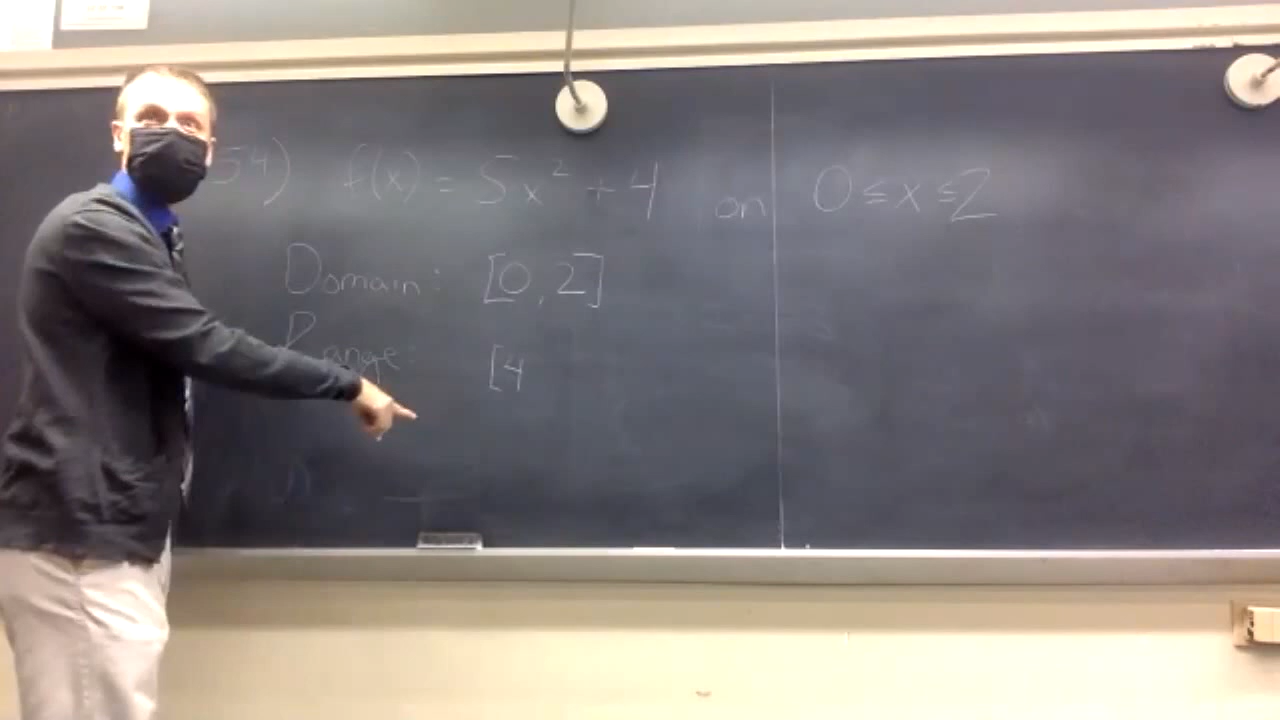 54) f(x) = 5x² + 4 on 0 ≤ x ≤ 2
Domain: [0, 2]
Range: [4